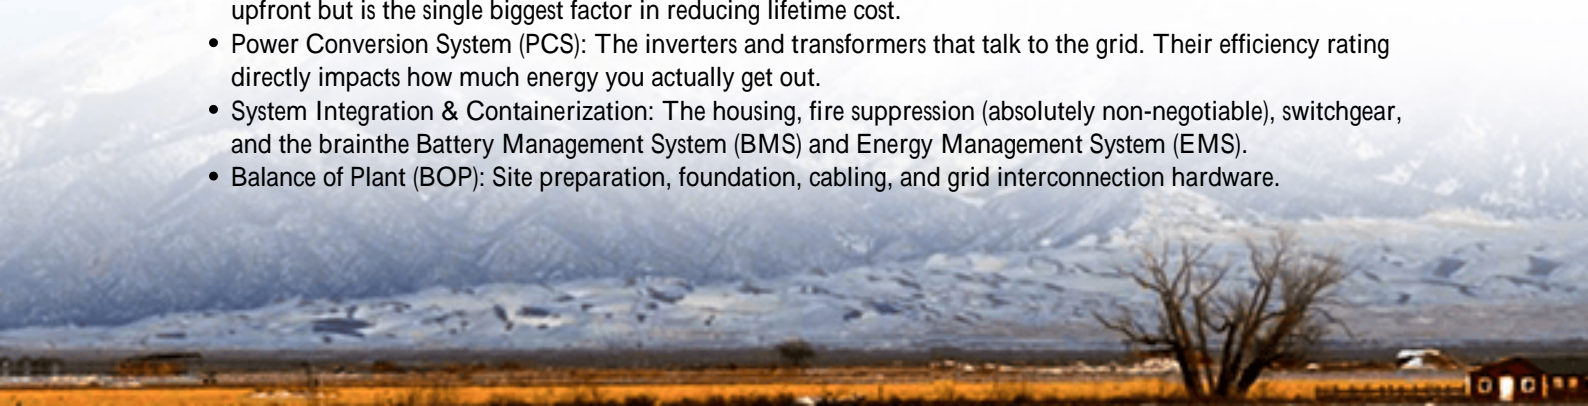 upfront but is the single biggest factor in reducing lifetime cost.
• Power Conversion System (PCS): The inverters and transformers that talk to the grid. Their efficiency rating
directly impacts how much energy you actually get out.
• System Integration & Containerization: The housing, fire suppression (absolutely non-negotiable), switchgear,
and the brainthe Battery Management System (BMS) and Energy Management System (EMS).
• Balance of Plant (BOP): Site preparation, foundation, cabling, and grid interconnection hardware.